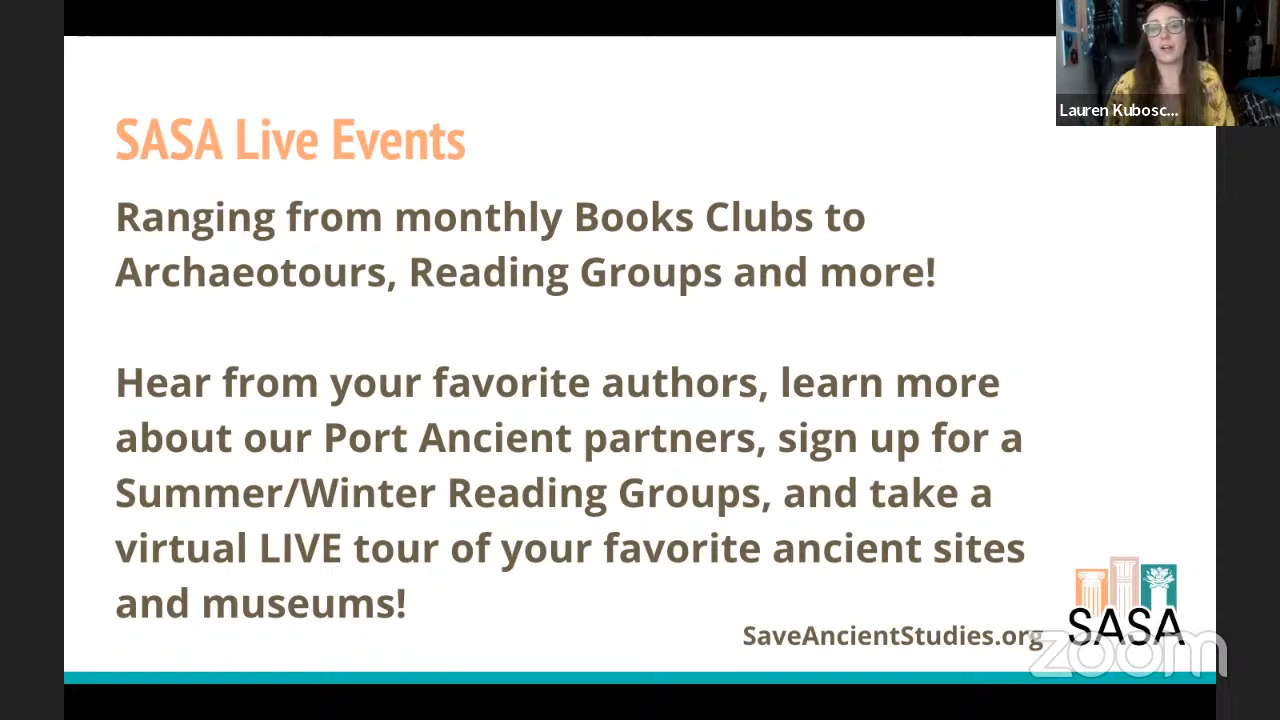 Lauren Kubosc...
SASA Live Events
Ranging from monthly Books Clubs to
Archaeotours, Reading Groups and more!
Hear from your favorite authors, learn more
about our Port Ancient partners, sign up for a
Summer/Winter Reading Groups, and take a
virtual LIVE tour of your favorite ancient sites
and museums!
SaveAncientStudies.org
SASA
zoom